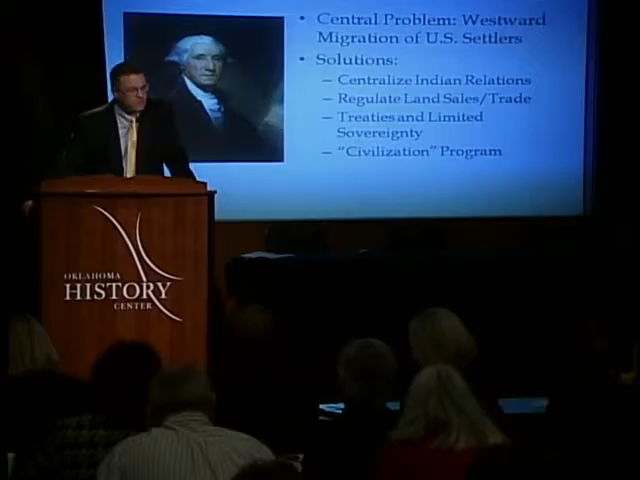 • Central Problem: Westward
Migration of U.S. Settlers
• Solutions:
– Centralize Indian Relations
– Regulate Land Sales/Trade
– Treaties and Limited
Sovereignty
– “Civilization” Program
OKLAHOMA
HISTORY
CENTER